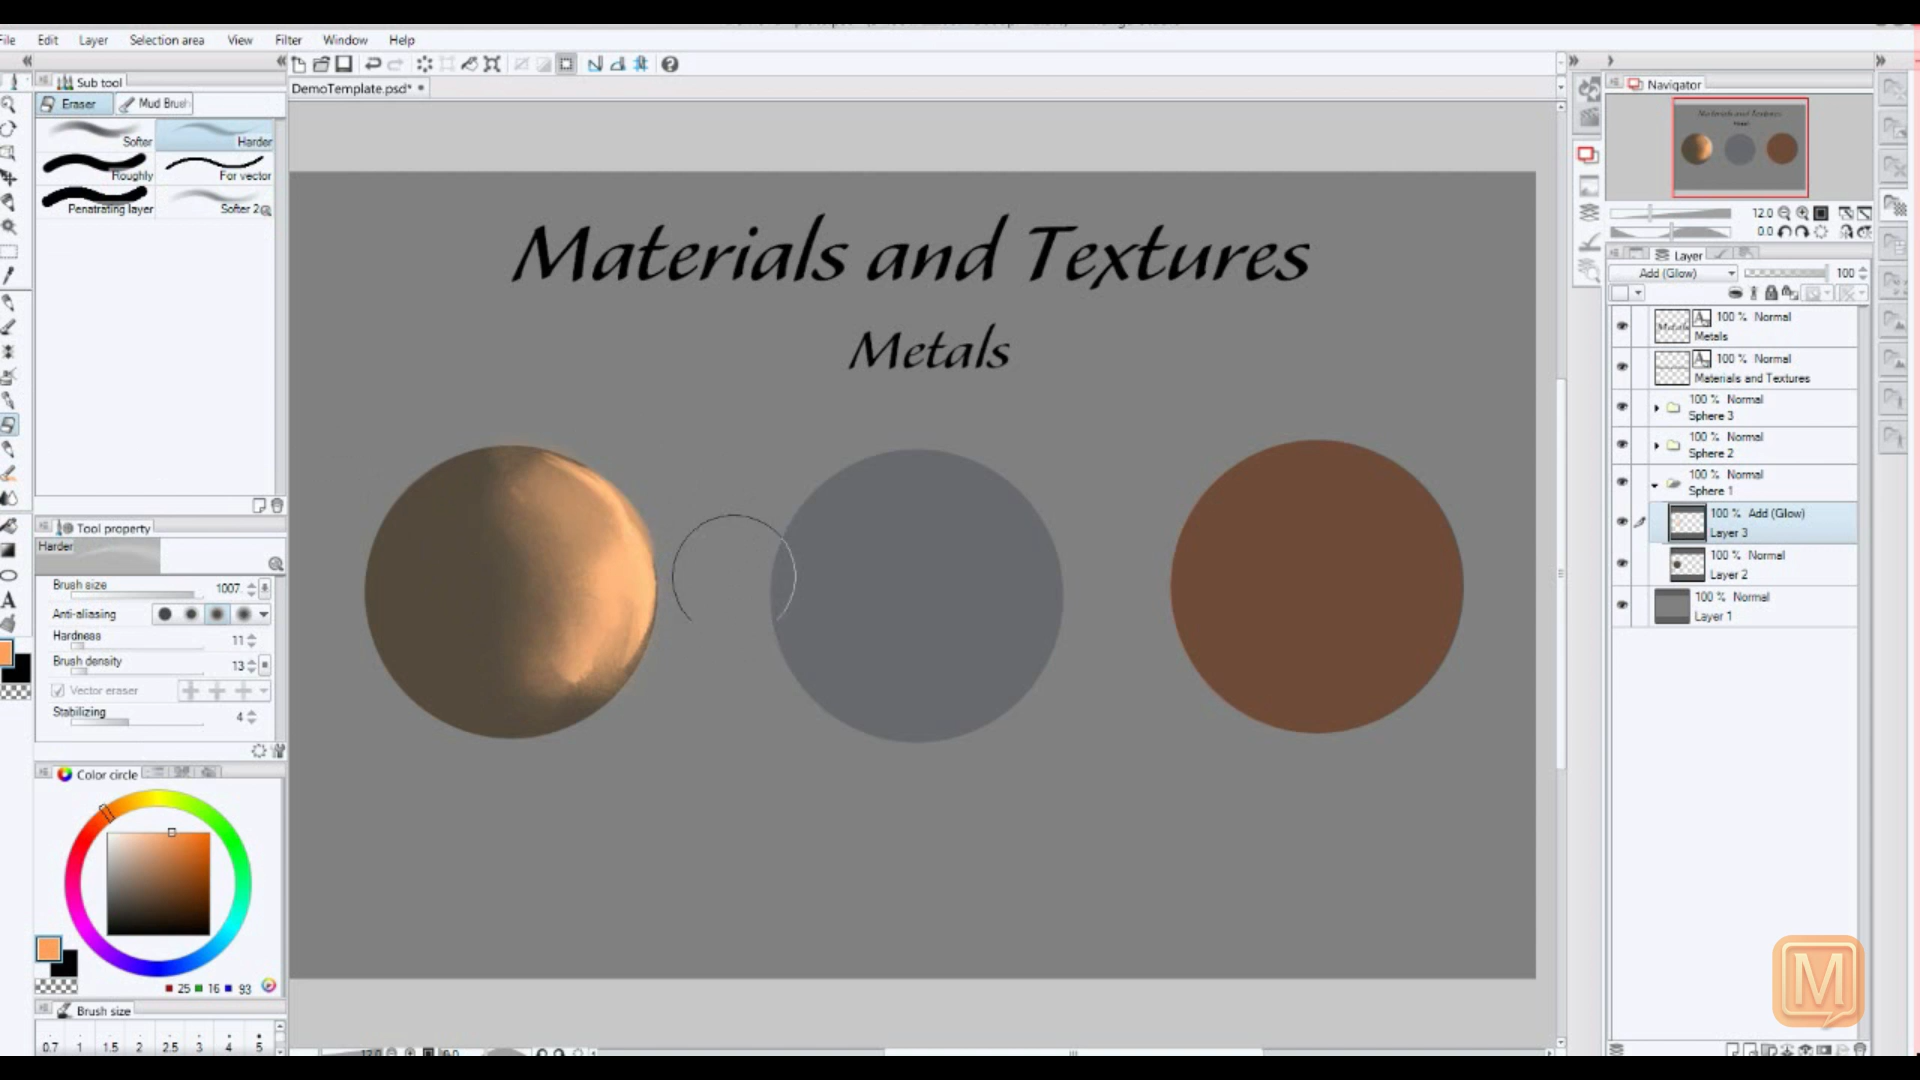 File Edit Layer Selection area View Filter Window Help
Sub tool
DemoTemplate.psd*
Navigator
Eraser Mud Brush
Softer Harder
Roughly For vector
Penatrating layer Softer 2
12.0
0.0
Layer
Add (Glow) 100
Materials and Textures
Metals
100 % Normal
Metals
100 % Normal
Materials and Textures
100 % Normal
Sphere 3
100 % Normal
Sphere 2
100 % Normal
Sphere 1
100 % Add (Glow)
Layer 3
100 % Normal
Layer 2
100 % Normal
Layer 1
Tool property
Harder
Brush size 1007.
Anti-aliasing
Hardness 11
Brush density 13
Vector eraser
Stabilizing 4
Color circle
25 16 93
Brush size
0.7 1 1.5 2 2.5 3 4 5
M